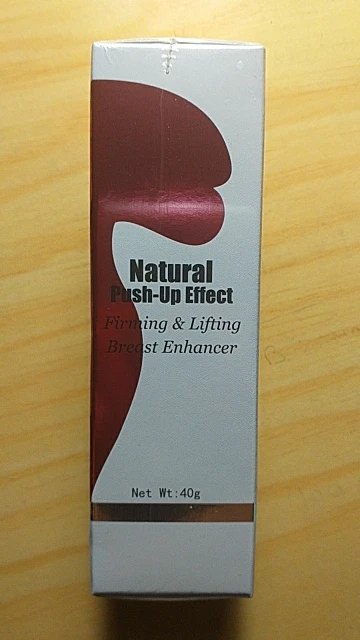 Natural
Push-Up Effect
Firming & Lifting
Breast Enhancer
Net Wt:40g